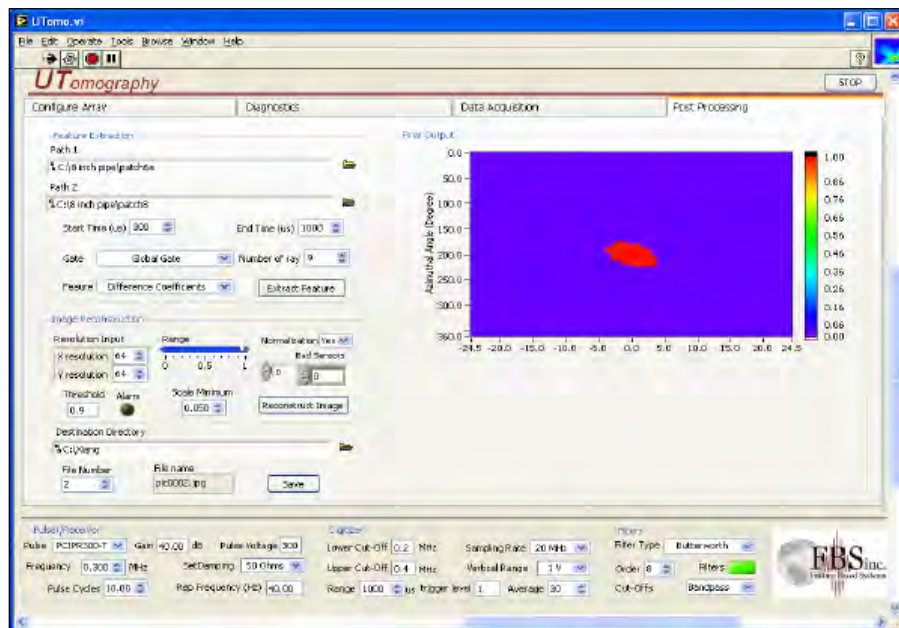 UTomo.vi
File Edit Operate Tools Browse Window Help
UTomography
STOP
Configure Array Diagnostics Data Acquisition Post Processing
Feature Extraction
Path 1
C:\8 inch pipe\patch8a
Path 2
C:\8 inch pipe\patch8
Start Time (us) 300 End Time (us) 1000
Gate Global Gate Number of ray 9
Feature Difference Coefficients Extract Feature
Image Reconstruction
Resolution Input Range Normalization Yes
X resolution 64 Bad Sensors
Y resolution 64 0 0.5 1 0 0
Threshold Alarm Scale Minimum
0.9 0.050 Reconstruct Image
Destination Directory
C:\Xiang
File Number File name
2 pic0002.jpg Save
Final Output
Azimuthal Angle (Degree)
0.0
50.0
100.0
150.0
200.0
250.0
300.0
360.0
-24.5 -20.0 -15.0 -10.0 -5.0 0.0 5.0 10.0 15.0 20.0 24.5
1.00
0.86
0.76
0.66
0.56
0.46
0.36
0.26
0.16
0.06
0.00
Pulser/Receiver
Pulse PCIPR300-T Gain 40.00 dB Pulse Voltage 300
Frequency 0.300 MHz Set Damping 50 Ohms
Pulse Cycles 10.00 Rep Frequency (HZ) 40.00
Digitizer
Lower Cut-Off 0.2 MHz Sampling Rate 20 MHz
Upper Cut-Off 0.4 MHz Vertical Range 1 V
Range 1000 us trigger level 1 Average 30
Filters
Filter Type Butterworth
Order 8 Filters
Cut-Offs Bandpass
FBS inc.